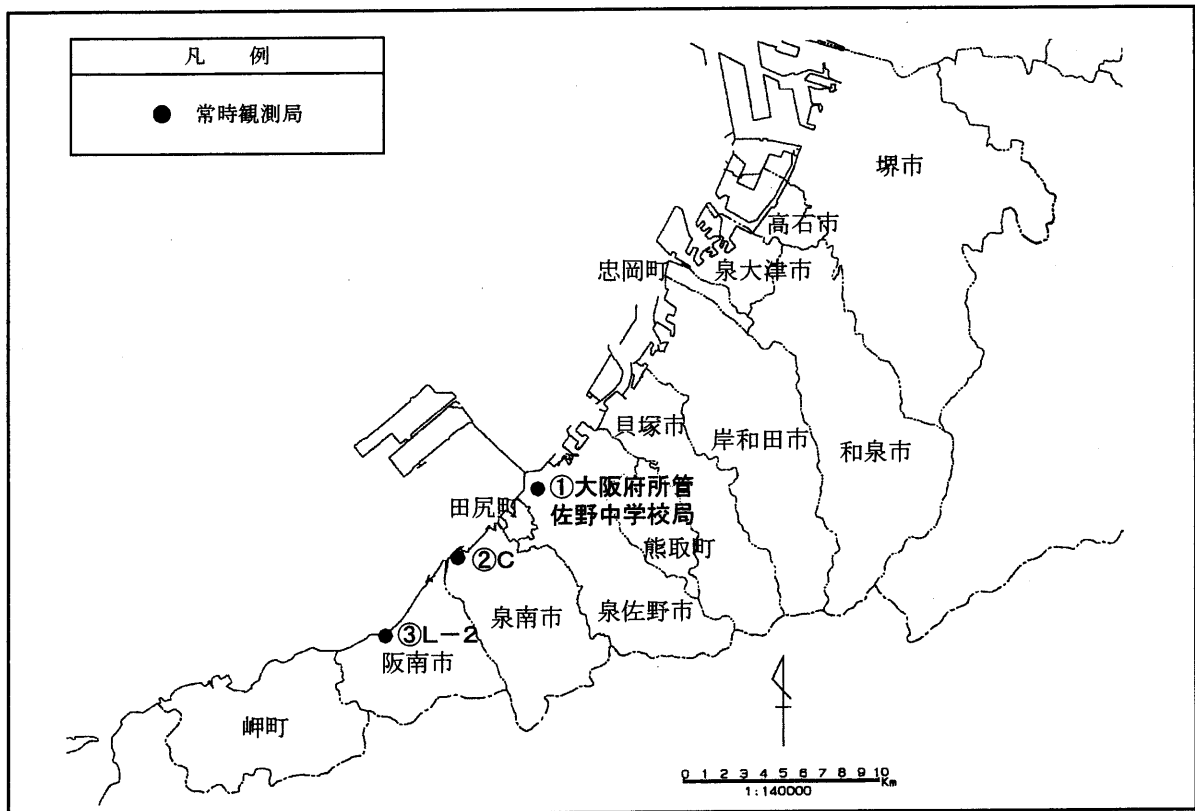 凡 例
● 常時観測局
堺市
高石市
忠岡町
泉大津市
貝塚市
岸和田市
和泉市
①大阪府所管
佐野中学校局
田尻町
熊取町
②C
泉南市
泉佐野市
③L-2
阪南市
岬町
0 1 2 3 4 5 6 7 8 9 10
Km
1:140000